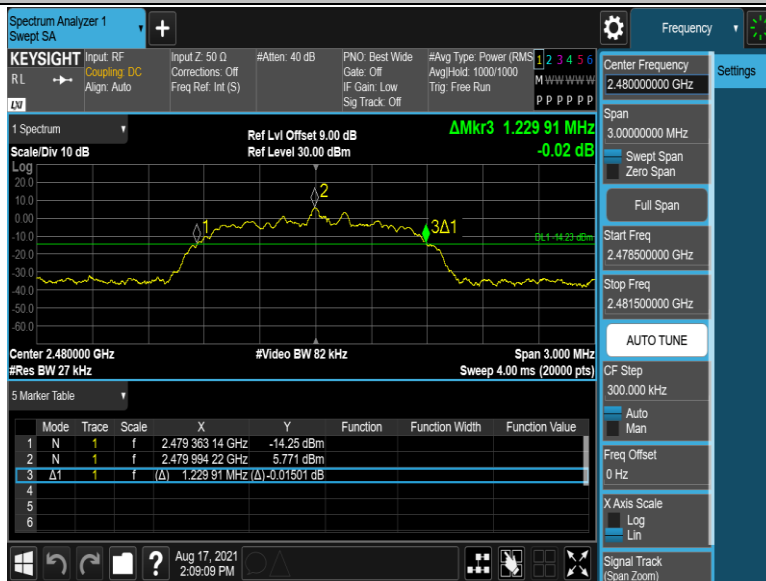 Spectrum Analyzer 1
Swept SA
+
Frequency
KEYSIGHT
RL
LXI
Input: RF
Coupling: DC
Align: Auto
Input Z: 50 Ω
Corrections: Off
Freq Ref: Int (S)
#Atten: 40 dB
PNO: Best Wide
Gate: Off
IF Gain: Low
Sig Track: Off
#Avg Type: Power (RMS
Avg|Hold: 1000/1000
Trig: Free Run
1 2 3 4 5 6
M W W W W W
P P P P P P
1 Spectrum
Scale/Div 10 dB
Ref Lvl Offset 9.00 dB
Ref Level 30.00 dBm
ΔMkr3 1.229 91 MHz
-0.02 dB
Log
20.0
10.0
0.00
-10.0
-20.0
-30.0
-40.0
-50.0
-60.0
1
2
3Δ1
DL1 -14.23 dBm
Center 2.480000 GHz
#Video BW 82 kHz
Span 3.000 MHz
#Res BW 27 kHz
Sweep 4.00 ms (20000 pts)
5 Marker Table
Mode Trace Scale X Y Function Function Width Function Value
1 N 1 f 2.479 363 14 GHz -14.25 dBm
2 N 1 f 2.479 994 22 GHz 5.771 dBm
3 Δ1 1 f (Δ) 1.229 91 MHz (Δ) -0.01501 dB
4
5
6
?
Aug 17, 2021
2:09:09 PM
Center Frequency
2.480000000 GHz
Settings
Span
3.00000000 MHz
Swept Span
Zero Span
Full Span
Start Freq
2.478500000 GHz
Stop Freq
2.481500000 GHz
AUTO TUNE
CF Step
300.000 kHz
Auto
Man
Freq Offset
0 Hz
X Axis Scale
Log
Lin
Signal Track
(Span Zoom)